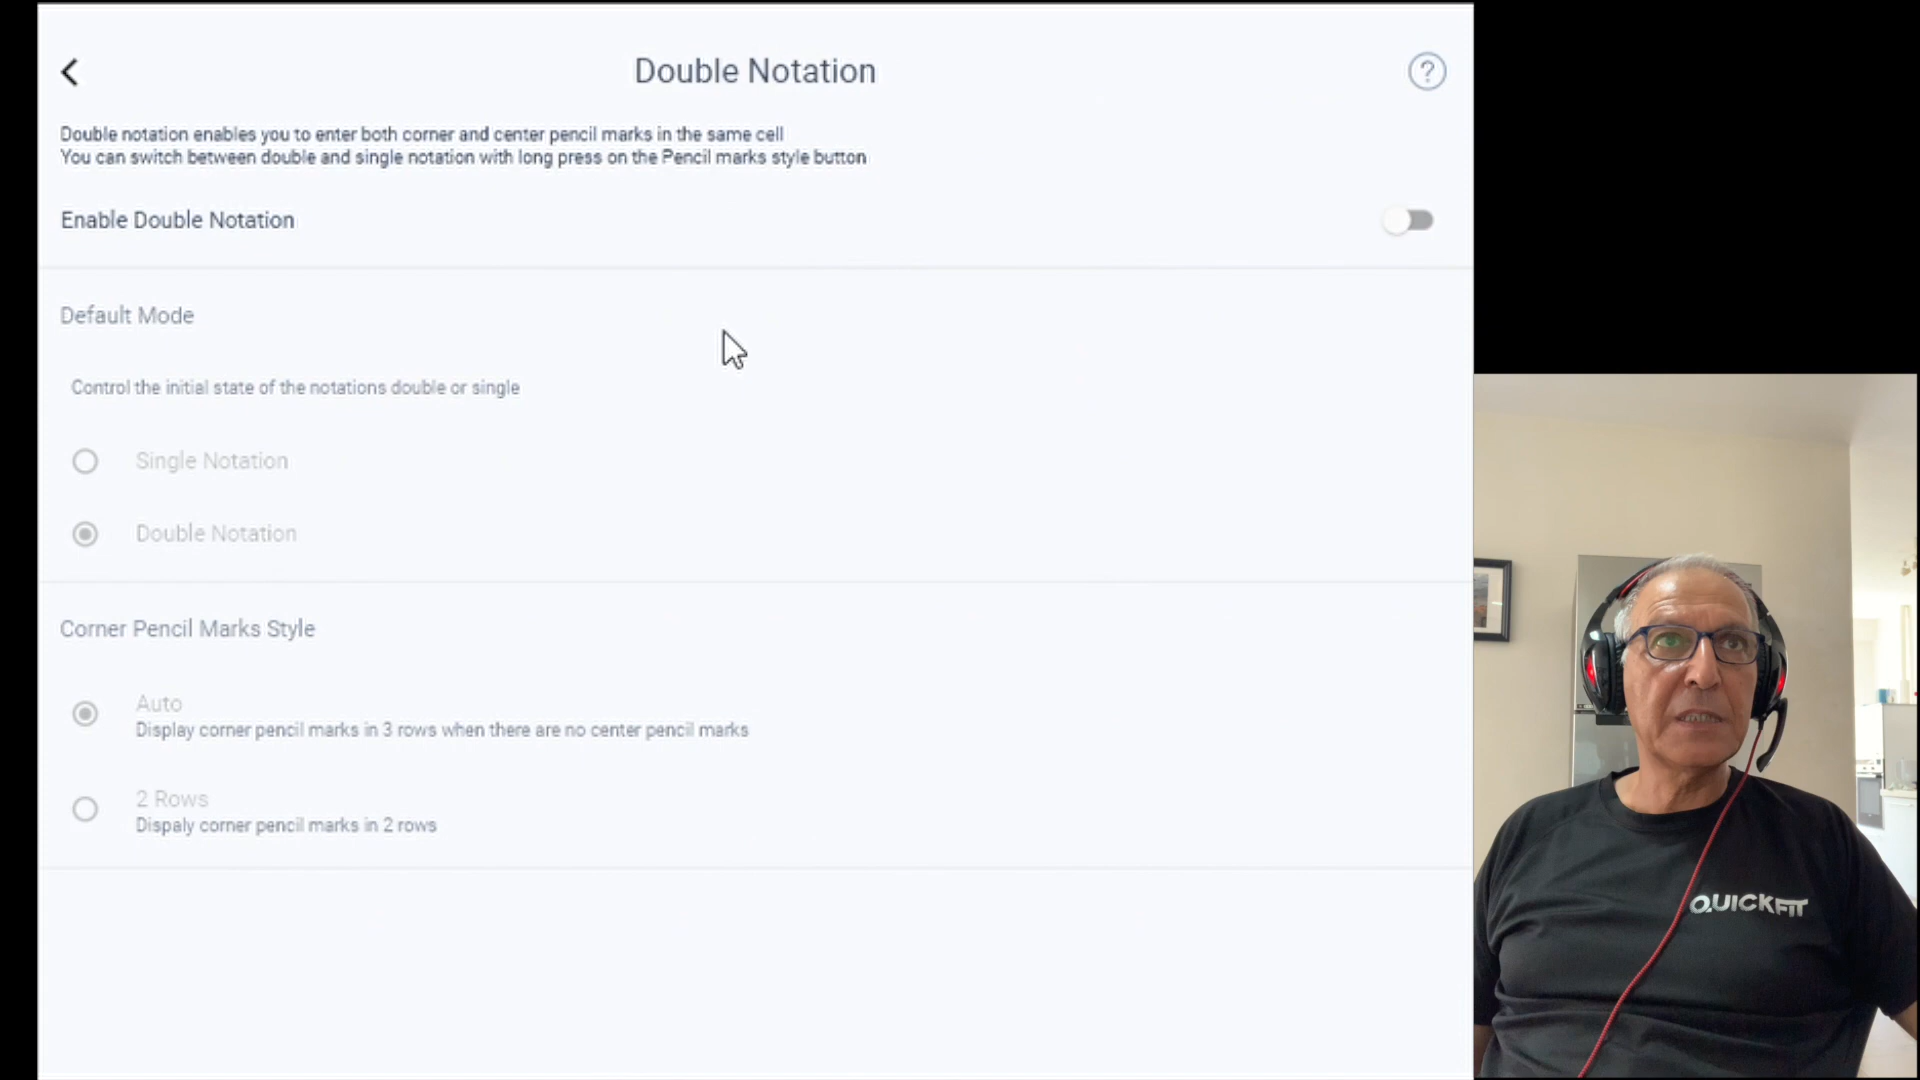 Double Notation
?
Double notation enables you to enter both corner and center pencil marks in the same cell
You can switch between double and single notation with long press on the Pencil marks style button
Enable Double Notation
Default Mode
Control the initial state of the notations double or single
Single Notation
Double Notation
Corner Pencil Marks Style
Auto
Display corner pencil marks in 3 rows when there are no center pencil marks
2 Rows
Dispaly corner pencil marks in 2 rows
QUICKFIT